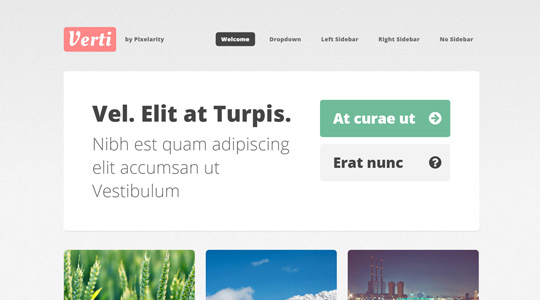 Verti by Pixelarity Welcome Dropdown Left Sidebar Right Sidebar No Sidebar
Vel. Elit at Turpis.
Nibh est quam adipiscing
elit accumsan ut
Vestibulum
At curae ut
Erat nunc